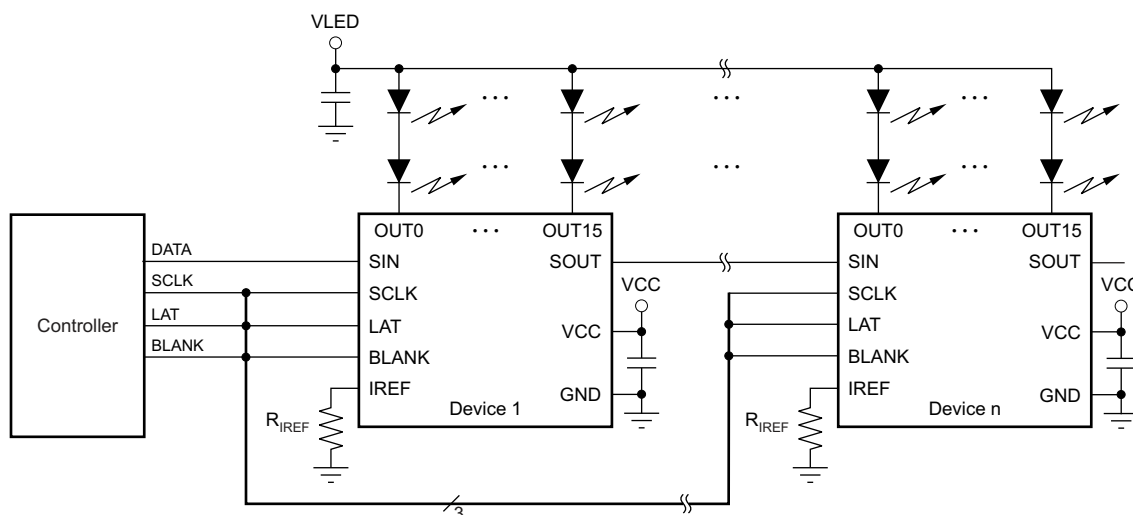 VLED
... ... ... ...
... ... ...
OUT0 ... OUT15
OUT0 ... OUT15
DATA
SIN
SOUT
SIN
SOUT
SCLK
SCLK
VCC
SCLK
VCC
Controller
LAT
LAT
VCC
LAT
VCC
BLANK
BLANK
BLANK
IREF
GND
IREF
GND
RIREF
Device 1
RIREF
Device n
3